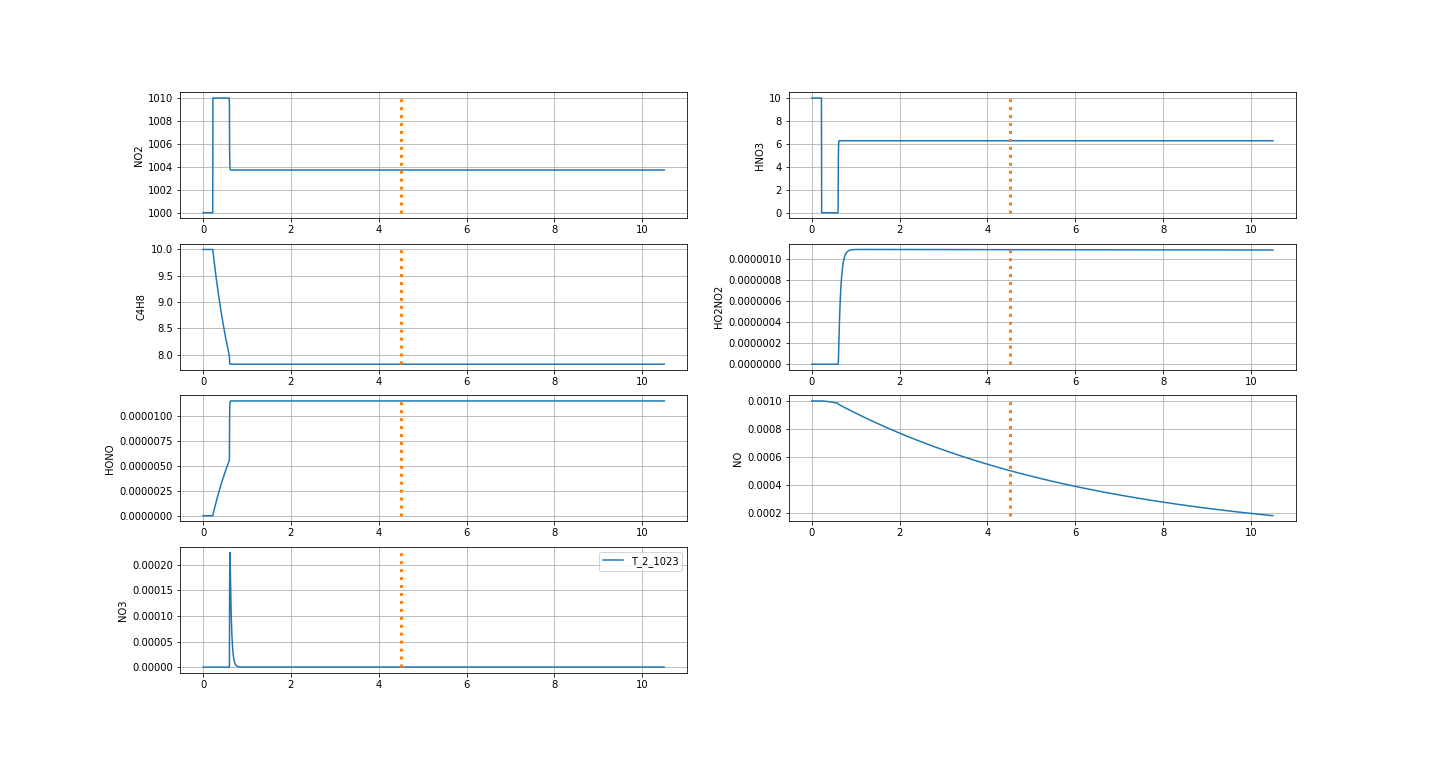 NO2
1010
1008
1006
1004
1002
1000
0 2 4 6 8 10
HNO3
10
8
6
4
2
0
0 2 4 6 8 10
C4H8
10.0
9.5
9.0
8.5
8.0
0 2 4 6 8 10
HO2NO2
0.0000010
0.0000008
0.0000006
0.0000004
0.0000002
0.0000000
0 2 4 6 8 10
HONO
0.0000100
0.0000075
0.0000050
0.0000025
0.0000000
0 2 4 6 8 10
NO
0.0010
0.0008
0.0006
0.0004
0.0002
0 2 4 6 8 10
NO3
0.00020
0.00015
0.00010
0.00005
0.00000
0 2 4 6 8 10
T_2_1023